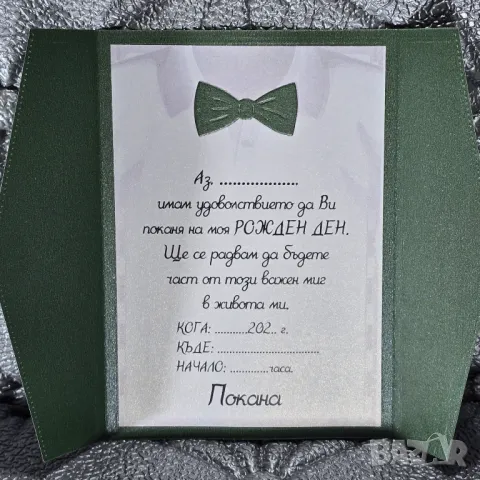 Аз, ...................
имам удоволствието да Ви
поканя на моя РОЖДЕН ДЕН.
Ще се радвам да бъдете
част от този важен миг
в живота ми.
КОГА: ..........202.. г.
КЪДЕ: ...............................
НАЧАЛО: ............часа.
Покана
BAZAR